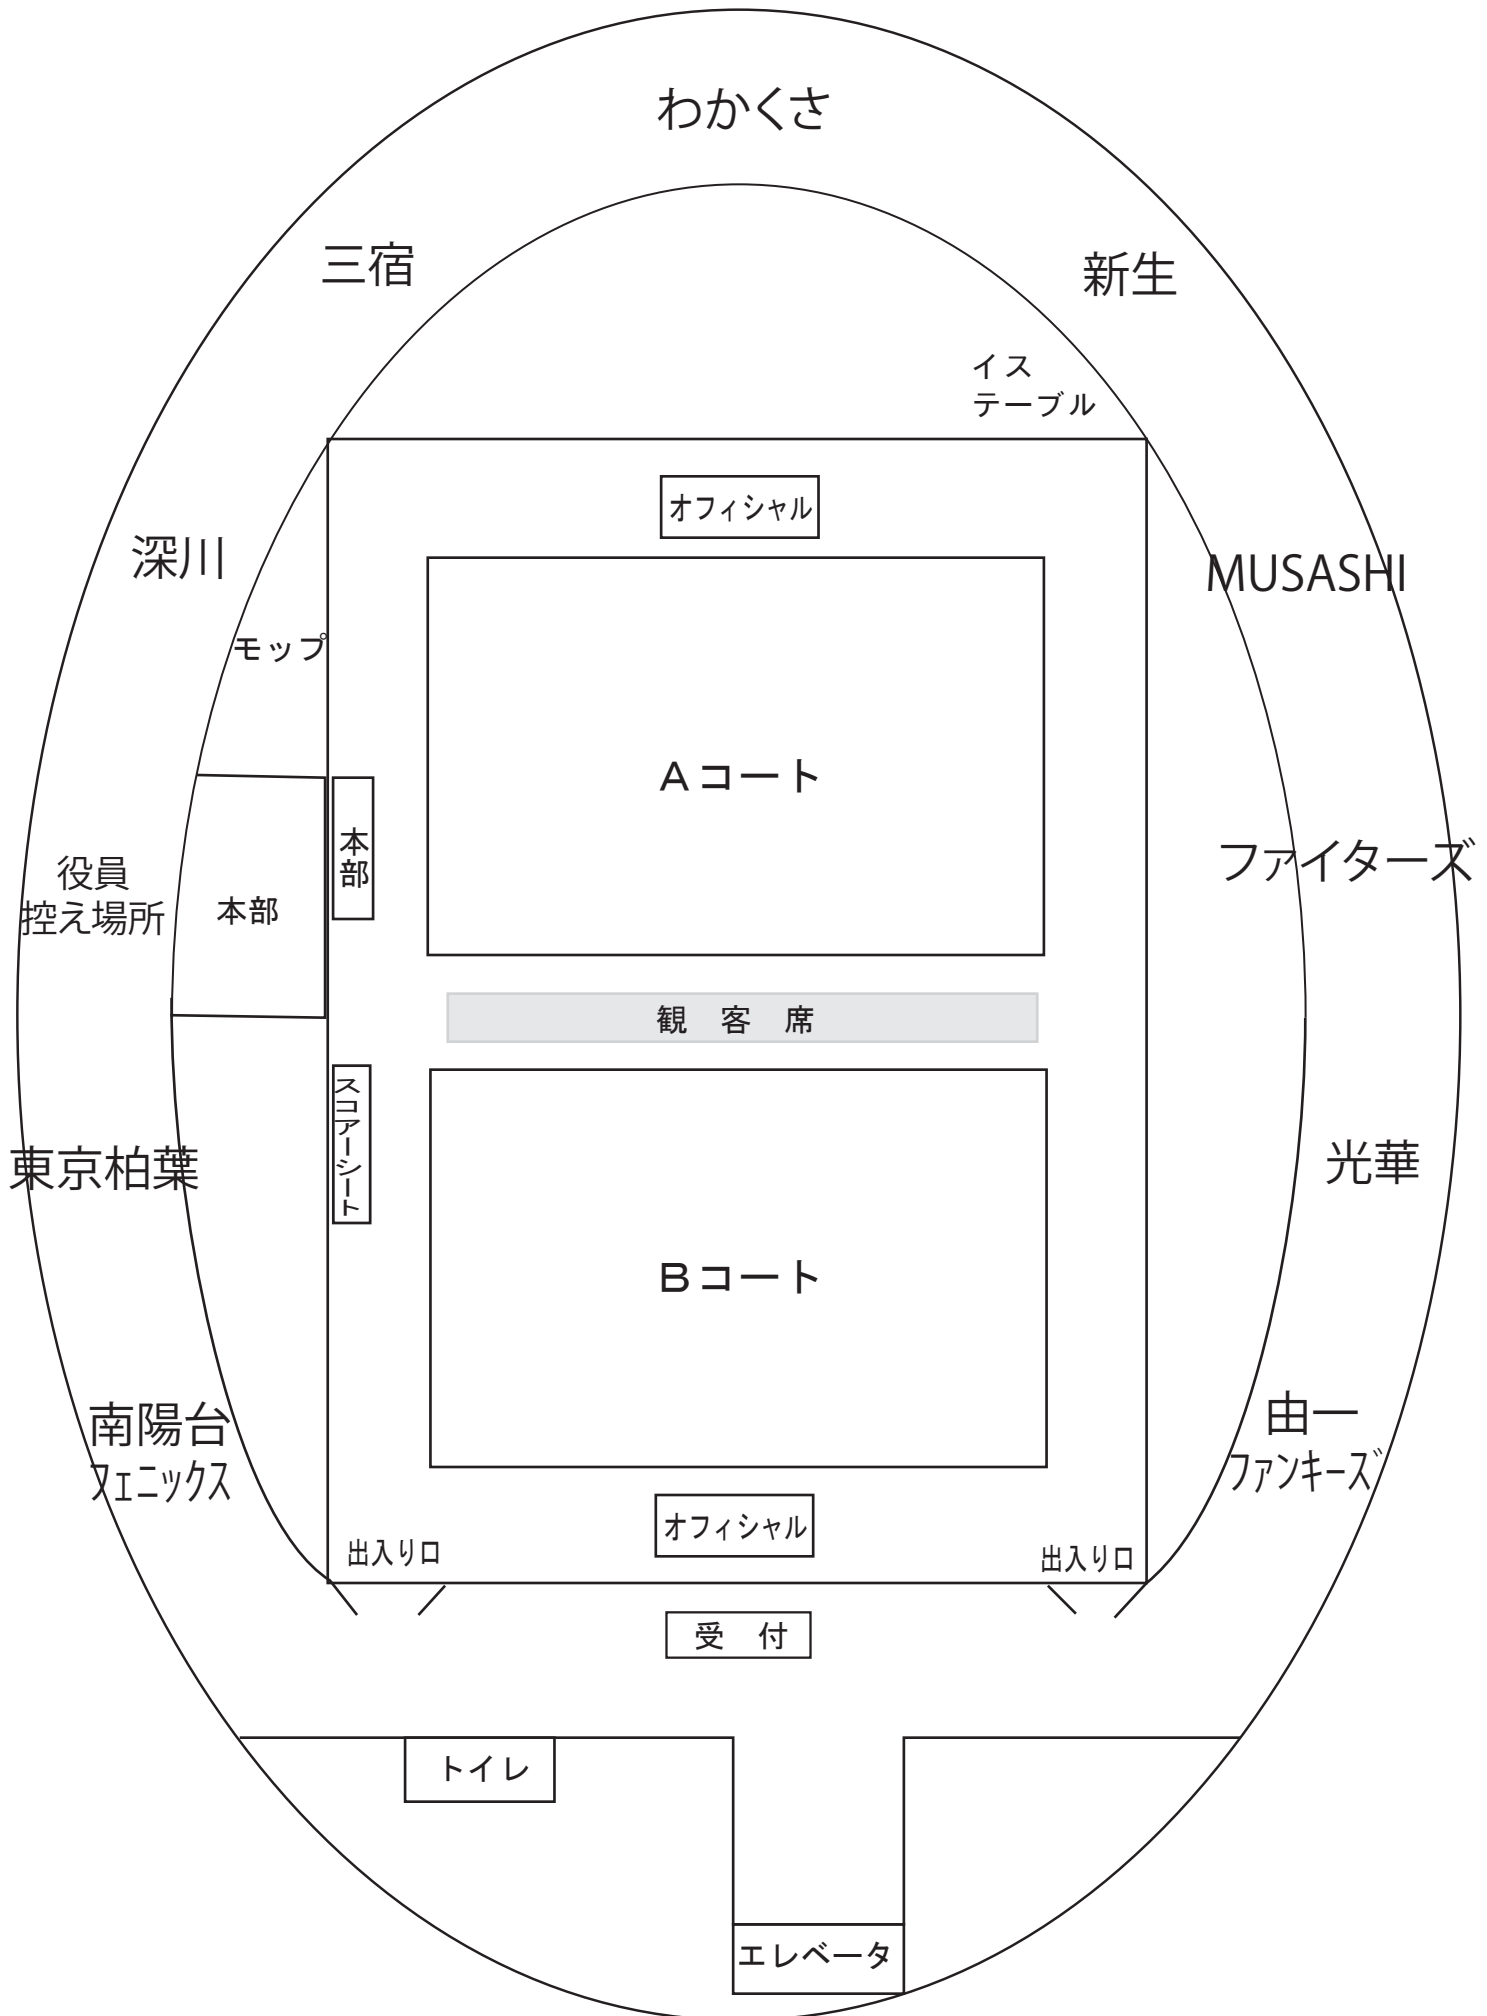 わかくさ
三宿
新生
イス
テーブル
オフィシャル
深川
MUSASHI
モップ
Aコート
本部
ファイターズ
役員
控え場所
本部
観 客 席
スコアーシート
東京柏葉
光華
Bコート
南陽台
フェニックス
由一
ファンキーズ
オフィシャル
出入り口
出入り口
受 付
トイレ
エレベータ